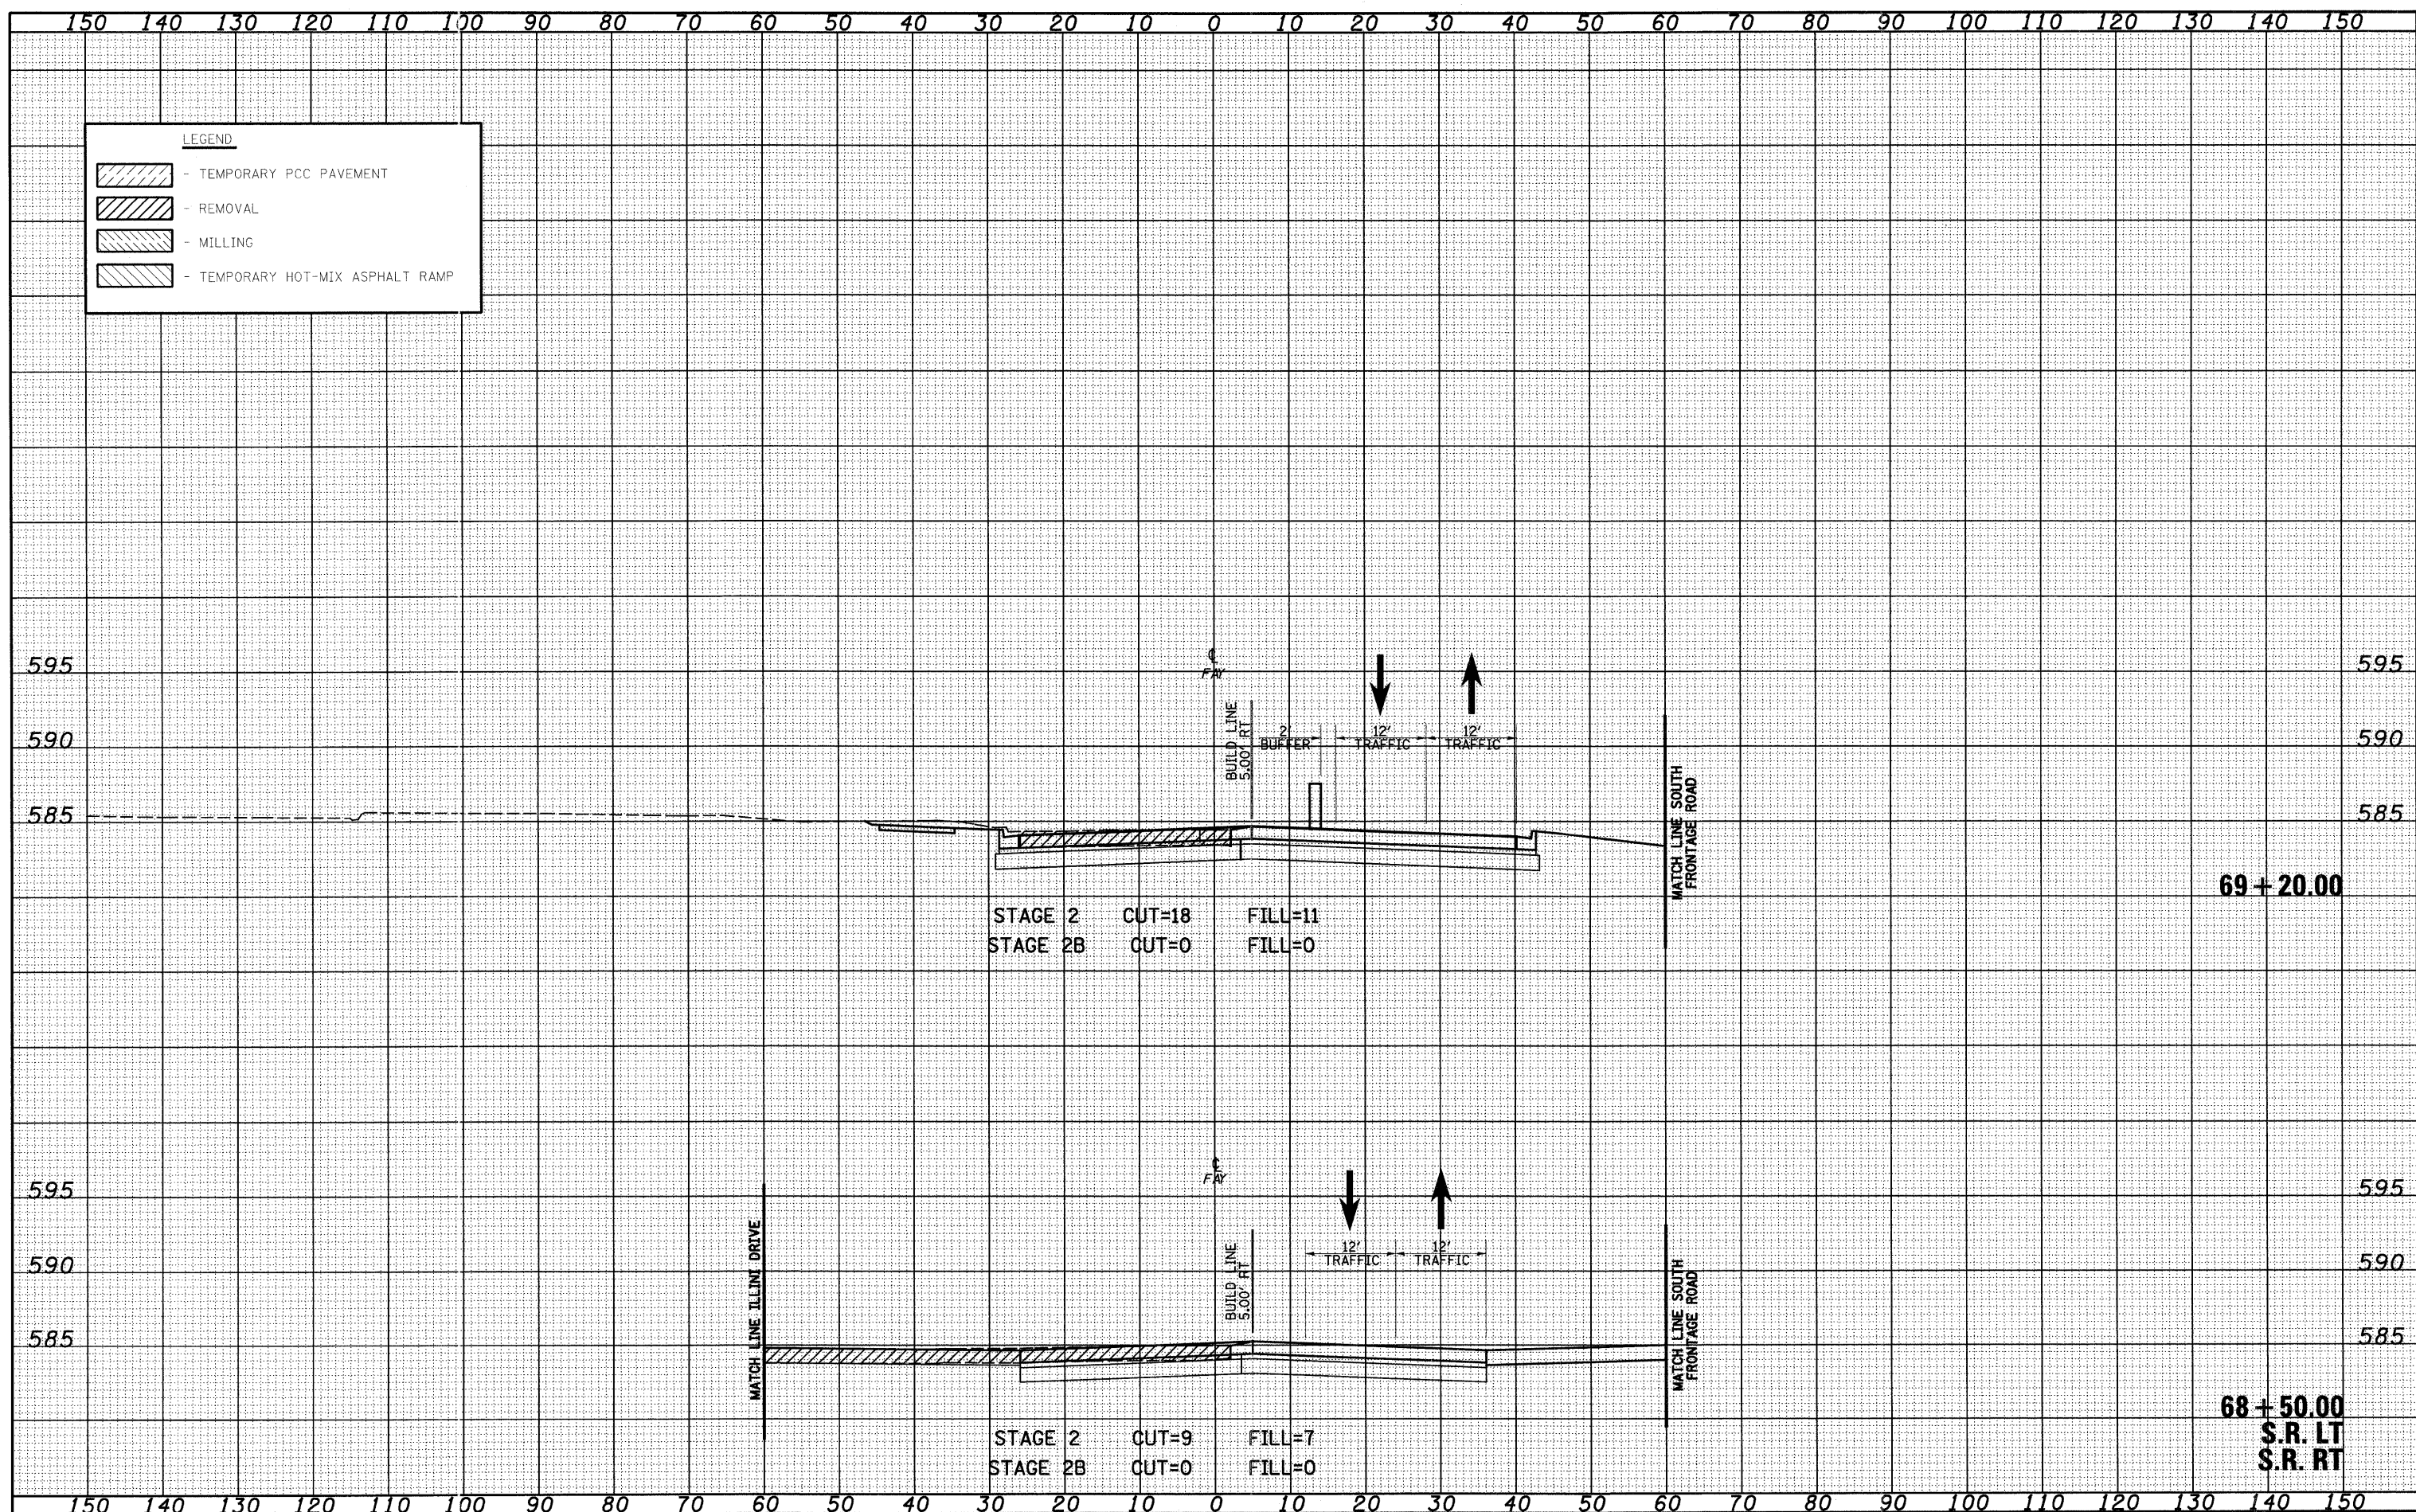 150 140 130 120 110 100 90 80 70 60 50 40 30 20 10 0 10 20 30 40 50 60 70 80 90 100 110 120 130 140 150
LEGEND
- TEMPORARY PCC PAVEMENT
- REMOVAL
- MILLING
- TEMPORARY HOT-MIX ASPHALT RAMP
595 595
℄
FAY
BUILD LINE
5.00' RT
590 590
2'
BUFFER
12'
TRAFFIC
12'
TRAFFIC
585 585
MATCH LINE SOUTH
FRONTAGE ROAD
69+20.00
STAGE 2 CUT=18 FILL=11
STAGE 2B CUT=0 FILL=0
℄
FAY
595 595
MATCH LINE ILLINI DRIVE
BUILD LINE
5.00' RT
12'
TRAFFIC
12'
TRAFFIC
590 590
585 585
MATCH LINE SOUTH
FRONTAGE ROAD
68+50.00
S.R. LT
S.R. RT
STAGE 2 CUT=9 FILL=7
STAGE 2B CUT=0 FILL=0
150 140 130 120 110 100 90 80 70 60 50 40 30 20 10 0 10 20 30 40 50 60 70 80 90 100 110 120 130 140 150